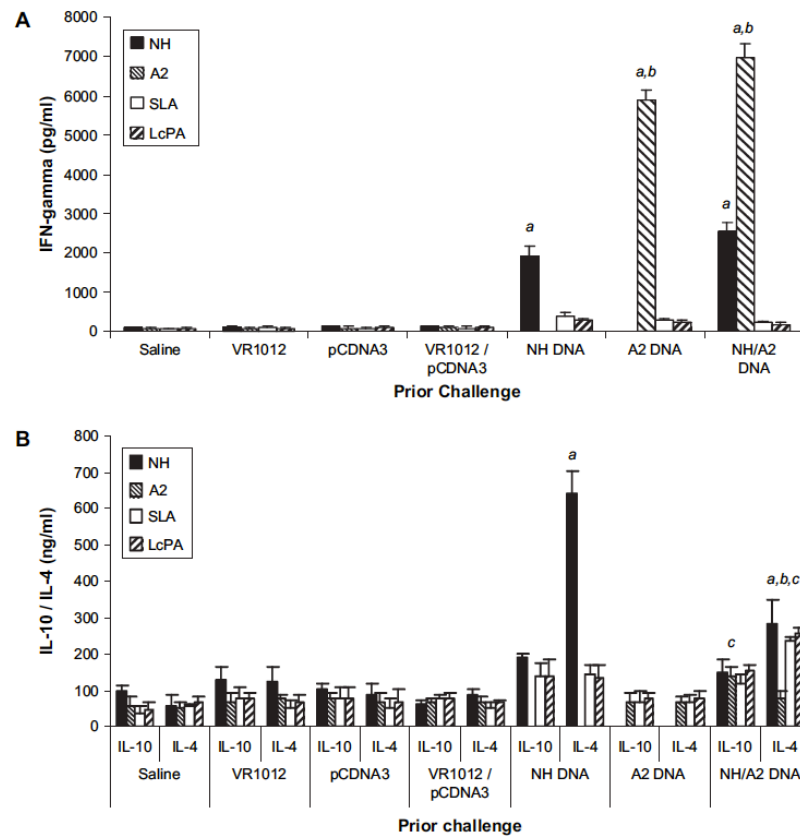 A
8000
7000
6000
5000
4000
3000
2000
1000
0
IFN-gamma (pg/ml)
NH
A2
SLA
LcPA
a
a,b
a
a,b
Saline
VR1012
pCDNA3
VR1012 /
pCDNA3
NH DNA
A2 DNA
NH/A2
DNA
Prior Challenge
B
800
700
600
500
400
300
200
100
0
IL-10 / IL-4 (ng/ml)
NH
A2
SLA
LcPA
a
c
a,b,c
IL-10 IL-4 IL-10 IL-4 IL-10 IL-4 IL-10 IL-4 IL-10 IL-4 IL-10 IL-4 IL-10 IL-4
Saline
VR1012
pCDNA3
VR1012 /
pCDNA3
NH DNA
A2 DNA
NH/A2 DNA
Prior challenge